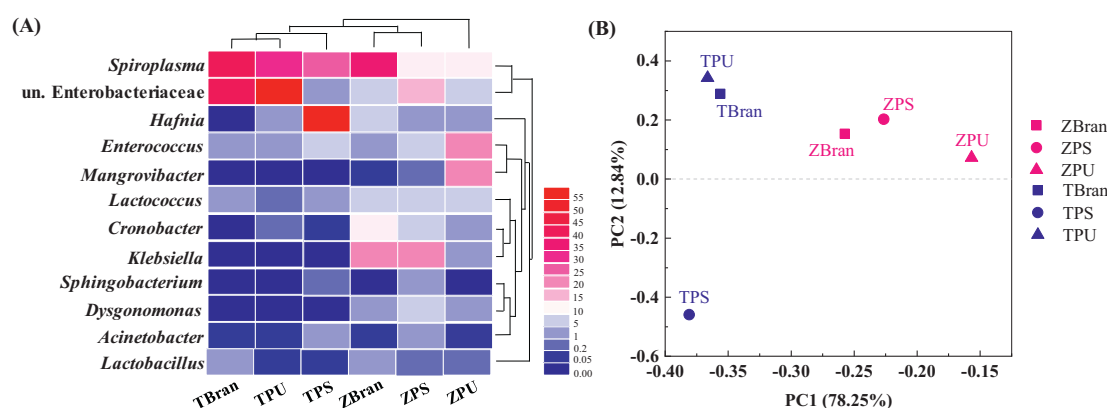 (A)
Spiroplasma
un. Enterobacteriaceae
Hafnia
Enterococcus
Mangrovibacter
Lactococcus
Cronobacter
Klebsiella
Sphingobacterium
Dysgonomonas
Acinetobacter
Lactobacillus
TBran TPU TPS ZBran ZPS ZPU
55
50
45
40
35
30
25
20
15
10
5
1
0.2
0.05
0.00
(B)
PC2 (12.84%)
0.4
0.2
0.0
-0.2
-0.4
-0.6
TPU
TBran
ZPS
ZBran
ZPU
TPS
-0.40 -0.35 -0.30 -0.25 -0.20 -0.15
PC1 (78.25%)
ZBran
ZPS
ZPU
TBran
TPS
TPU